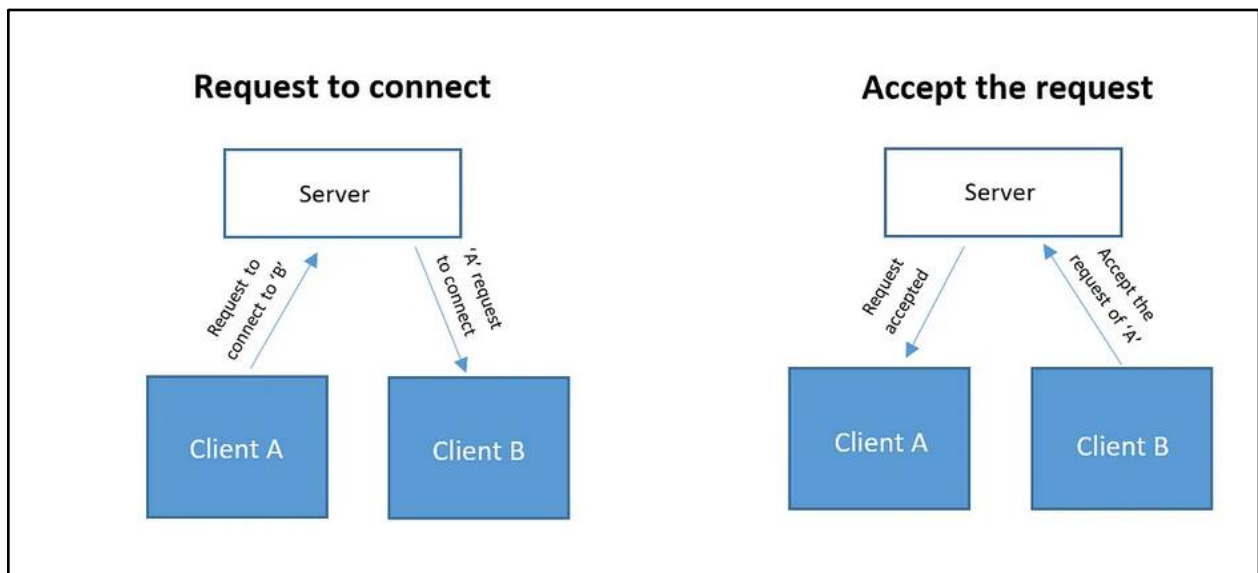 Request to connect
Server
Request to
connect to ‘B’
‘A’ request
to connect
Client A
Client B
Accept the request
Server
Request
accepted
Accept the
request of ‘A’
Client A
Client B